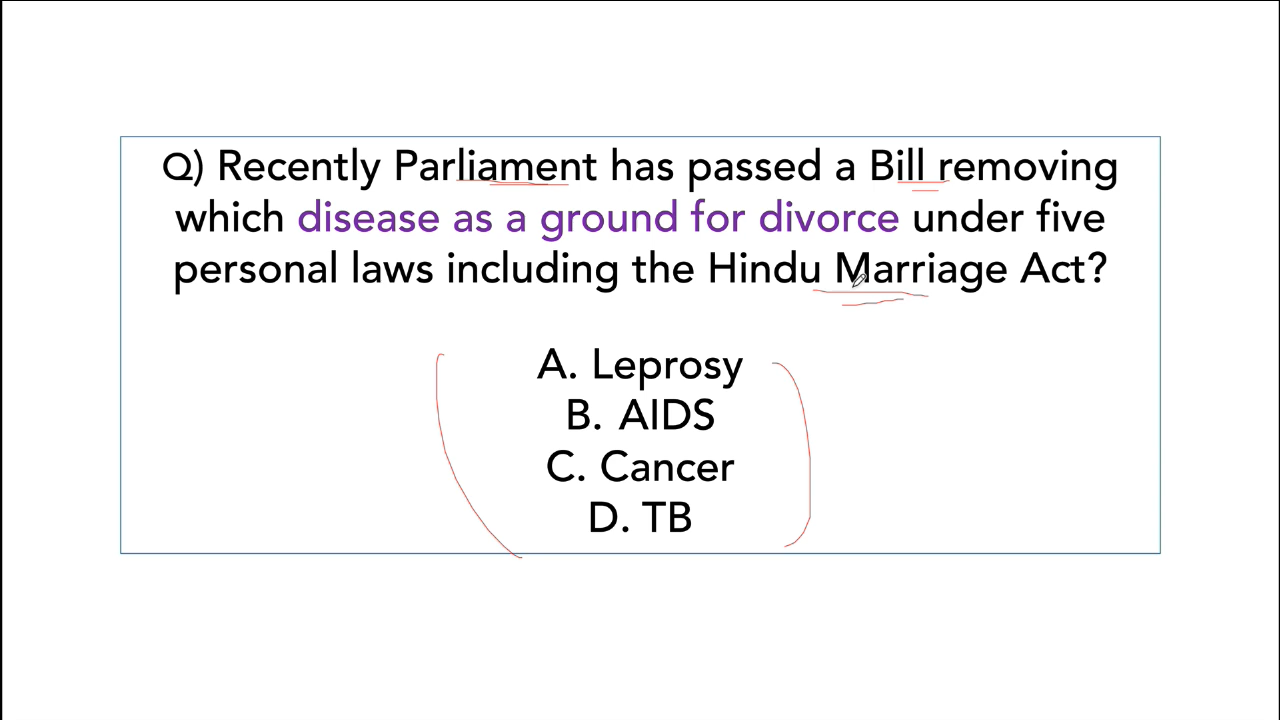 Q) Recently Parliament has passed a Bill removing
which disease as a ground for divorce under five
personal laws including the Hindu Marriage Act?
A. Leprosy
B. AIDS
C. Cancer
D. TB